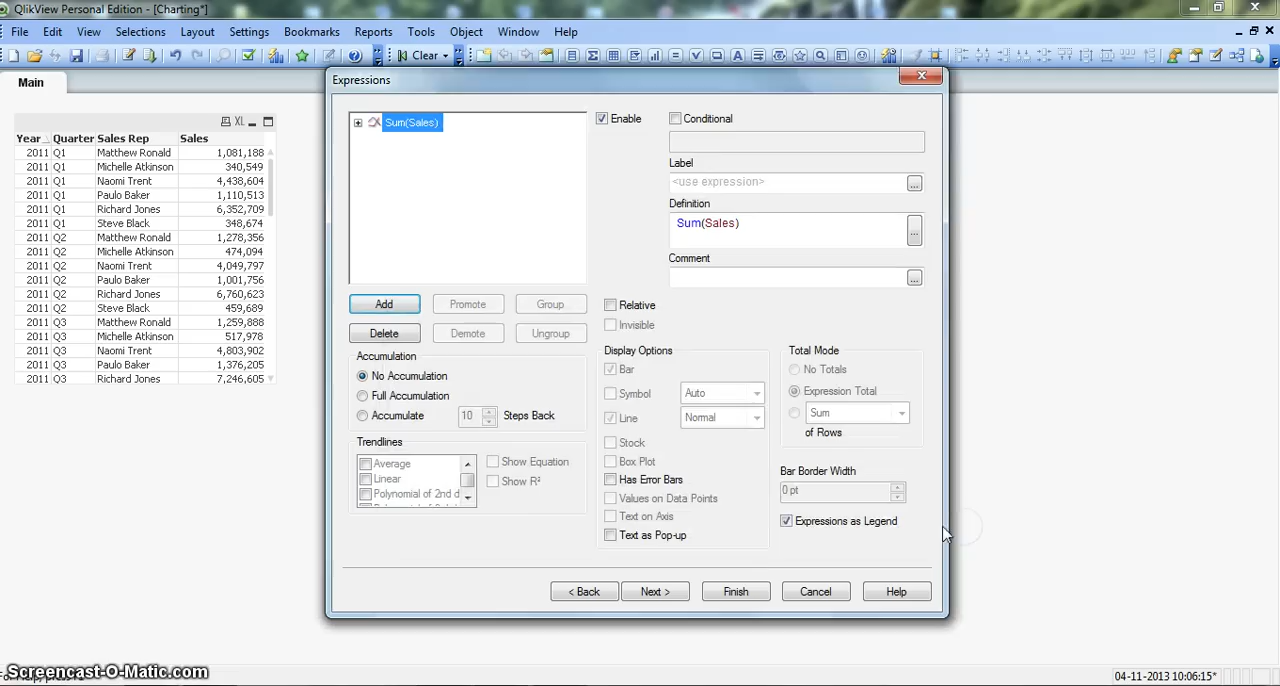 QlikView Personal Edition - [Charting*]
File Edit View Selections Layout Settings Bookmarks Reports Tools Object Window Help
Clear
Main
Expressions
XL
Year Quarter Sales Rep Sales
2011 Q1 Matthew Ronald 1,081,188
2011 Q1 Michelle Atkinson 340,549
2011 Q1 Naomi Trent 4,438,604
2011 Q1 Paulo Baker 1,110,513
2011 Q1 Richard Jones 6,352,709
2011 Q1 Steve Black 348,674
2011 Q2 Matthew Ronald 1,278,356
2011 Q2 Michelle Atkinson 474,094
2011 Q2 Naomi Trent 4,049,797
2011 Q2 Paulo Baker 1,001,756
2011 Q2 Richard Jones 6,760,623
2011 Q2 Steve Black 459,689
2011 Q3 Matthew Ronald 1,259,888
2011 Q3 Michelle Atkinson 517,978
2011 Q3 Naomi Trent 4,803,902
2011 Q3 Paulo Baker 1,376,205
2011 Q3 Richard Jones 7,246,605
Sum(Sales)
Enable
Conditional
Label
<use expression>
...
Definition
Sum(Sales)
...
Comment
...
Add Promote Group
Delete Demote Ungroup
Relative
Invisible
Accumulation
No Accumulation
Full Accumulation
Accumulate 10 Steps Back
Trendlines
Average
Linear
Polynomial of 2nd d
Show Equation
Show R²
Display Options
Bar
Symbol Auto
Line Normal
Stock
Box Plot
Has Error Bars
Values on Data Points
Text on Axis
Text as Pop-up
Total Mode
No Totals
Expression Total
Sum
of Rows
Bar Border Width
0 pt
Expressions as Legend
< Back Next > Finish Cancel Help
Screencast-O-Matic.com
04-11-2013 10:06:15*